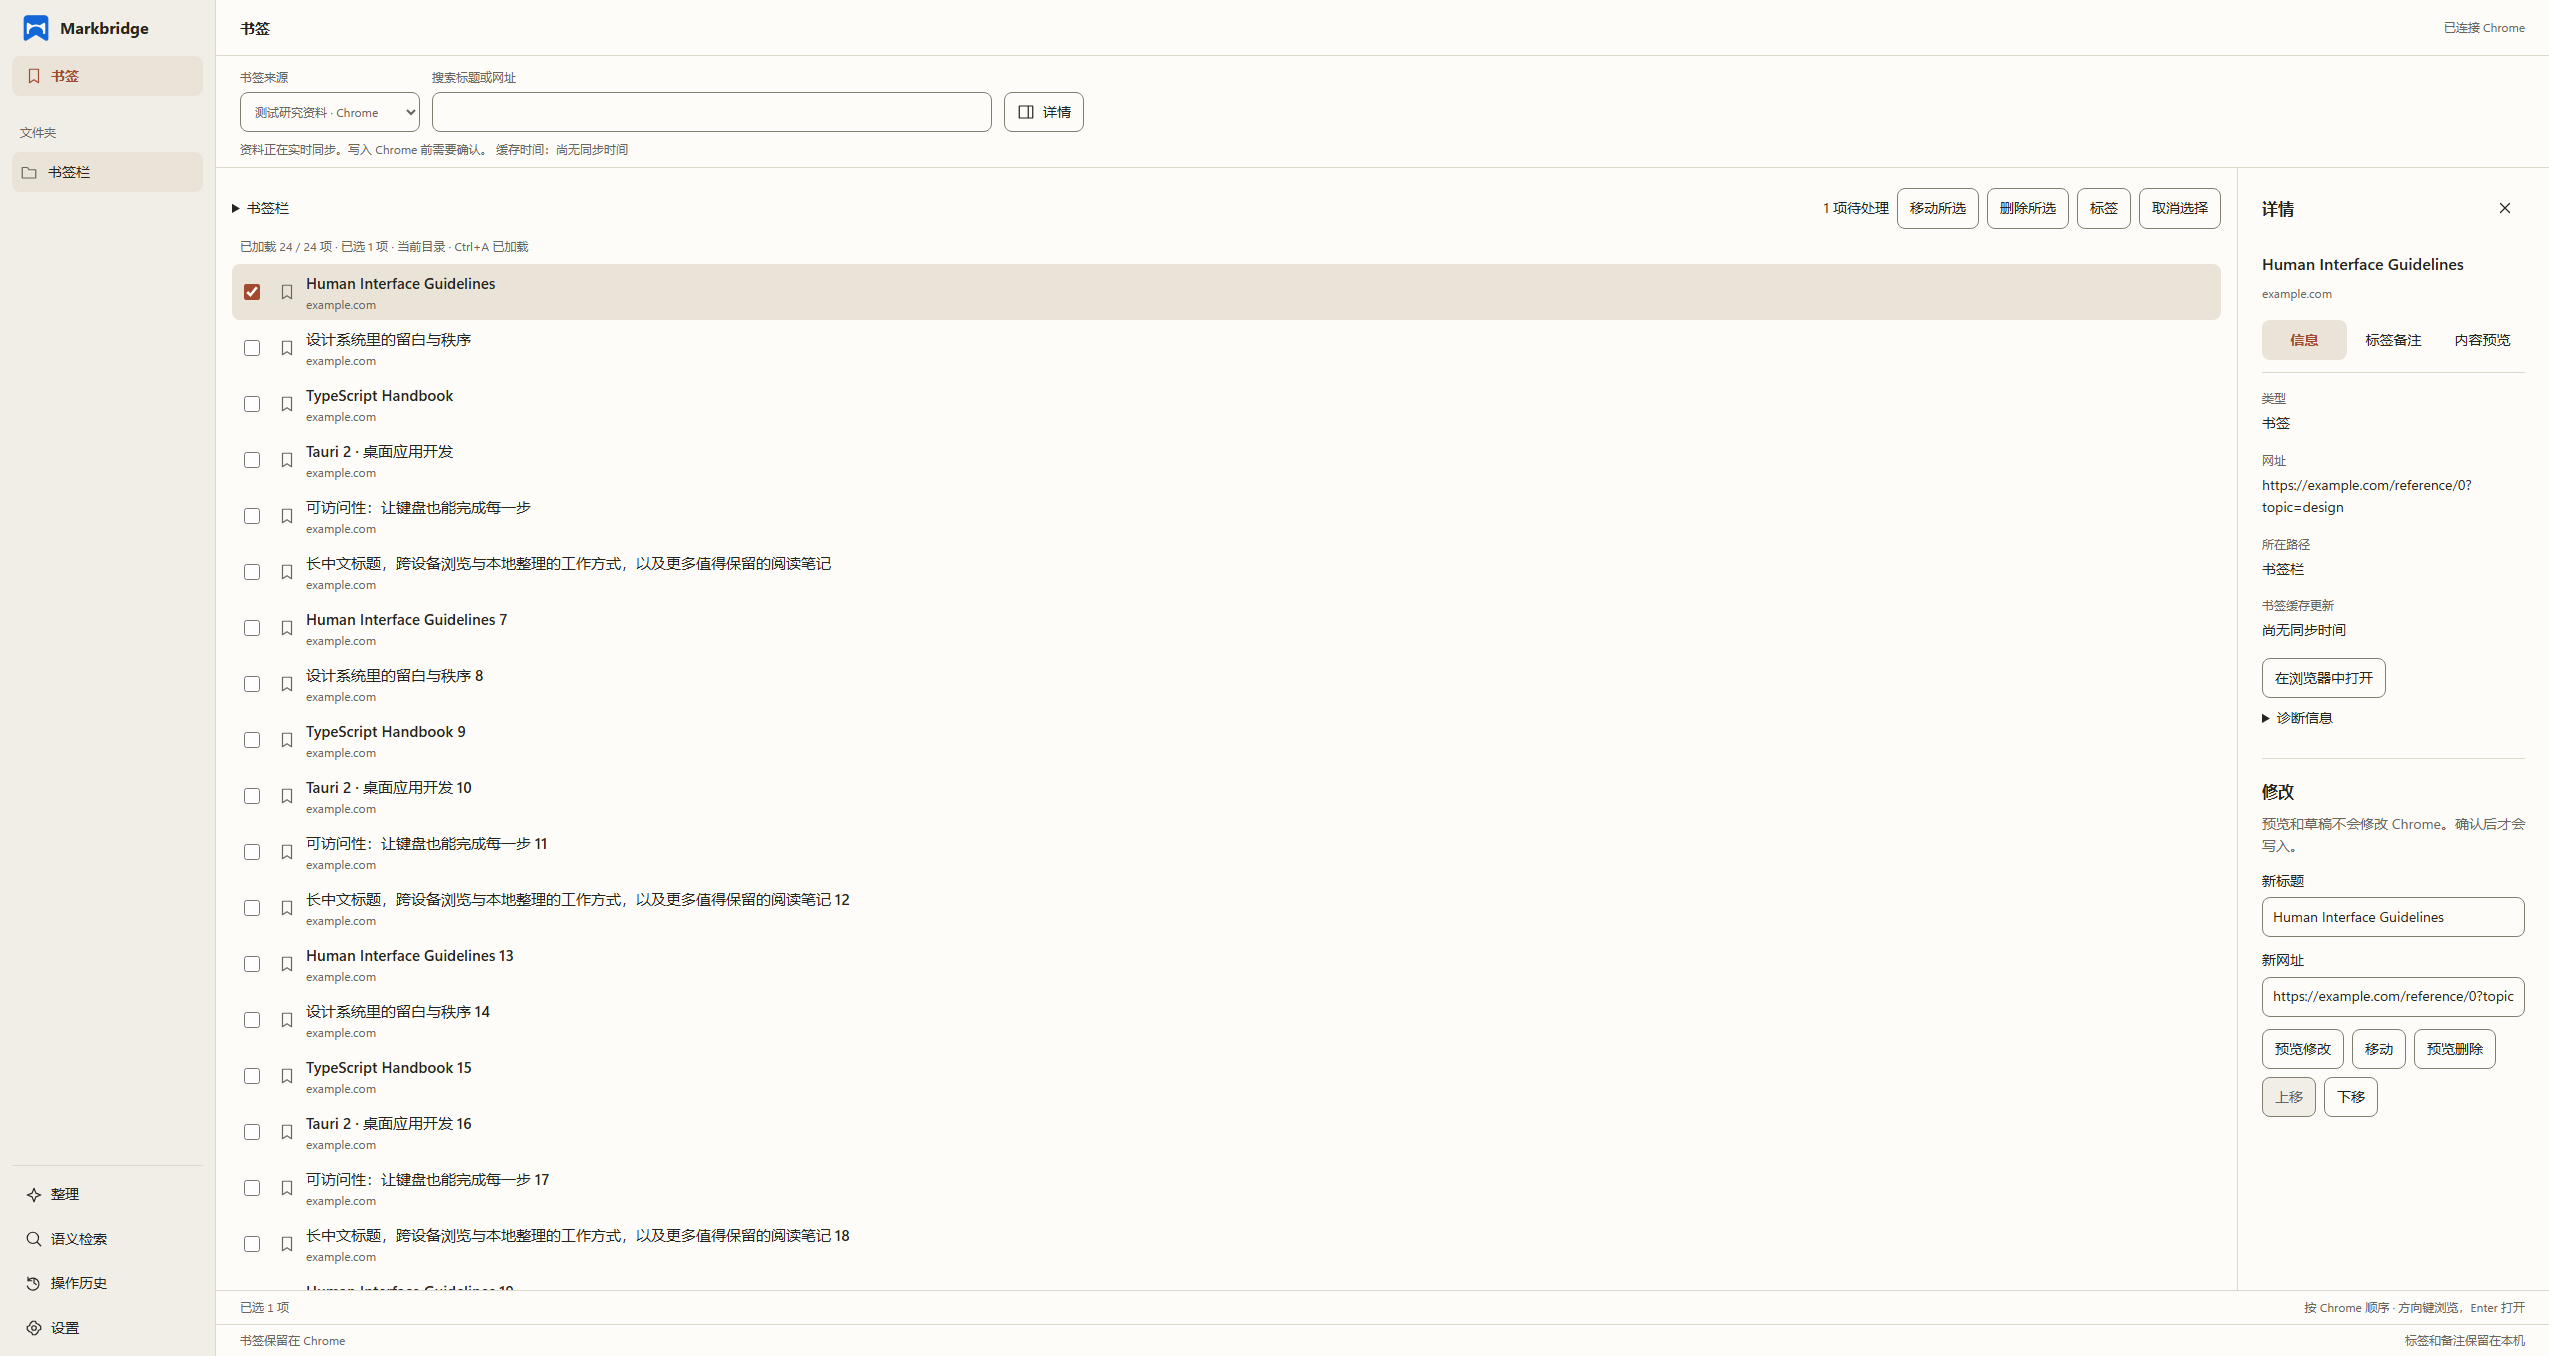 Markbridge
书签
文件夹
书签栏
整理
语义检索
操作历史
设置
书签
已连接 Chrome
书签来源
搜索标题或网址
测试研究资料 · Chrome
详情
资料正在实时同步。写入 Chrome 前需要确认。 缓存时间：尚无同步时间
书签栏
1 项待处理
移动所选
删除所选
标签
取消选择
已加载 24 / 24 项 · 已选 1 项 · 当前目录 · Ctrl+A 已加载
Human Interface Guidelines
example.com
设计系统里的留白与秩序
example.com
TypeScript Handbook
example.com
Tauri 2 · 桌面应用开发
example.com
可访问性：让键盘也能完成每一步
example.com
长中文标题，跨设备浏览与本地整理的工作方式，以及更多值得保留的阅读笔记
example.com
Human Interface Guidelines 7
example.com
设计系统里的留白与秩序 8
example.com
TypeScript Handbook 9
example.com
Tauri 2 · 桌面应用开发 10
example.com
可访问性：让键盘也能完成每一步 11
example.com
长中文标题，跨设备浏览与本地整理的工作方式，以及更多值得保留的阅读笔记 12
example.com
Human Interface Guidelines 13
example.com
设计系统里的留白与秩序 14
example.com
TypeScript Handbook 15
example.com
Tauri 2 · 桌面应用开发 16
example.com
可访问性：让键盘也能完成每一步 17
example.com
长中文标题，跨设备浏览与本地整理的工作方式，以及更多值得保留的阅读笔记 18
example.com
Human Interface Guidelines 19
已选 1 项
按 Chrome 顺序 · 方向键浏览，Enter 打开
书签保留在 Chrome
标签和备注保留在本机
详情
Human Interface Guidelines
example.com
信息
标签备注
内容预览
类型
书签
网址
https://example.com/reference/0?
topic=design
所在路径
书签栏
书签缓存更新
尚无同步时间
在浏览器中打开
诊断信息
修改
预览和草稿不会修改 Chrome。确认后才会
写入。
新标题
Human Interface Guidelines
新网址
https://example.com/reference/0?topic
预览修改
移动
预览删除
上移
下移